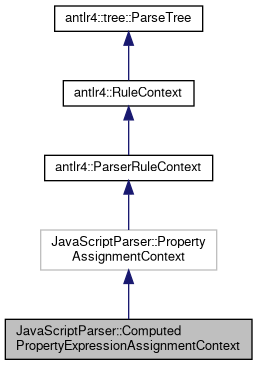 antlr4::tree::ParseTree
antlr4::RuleContext
antlr4::ParserRuleContext
JavaScriptParser::Property
AssignmentContext
JavaScriptParser::Computed
PropertyExpressionAssignmentContext